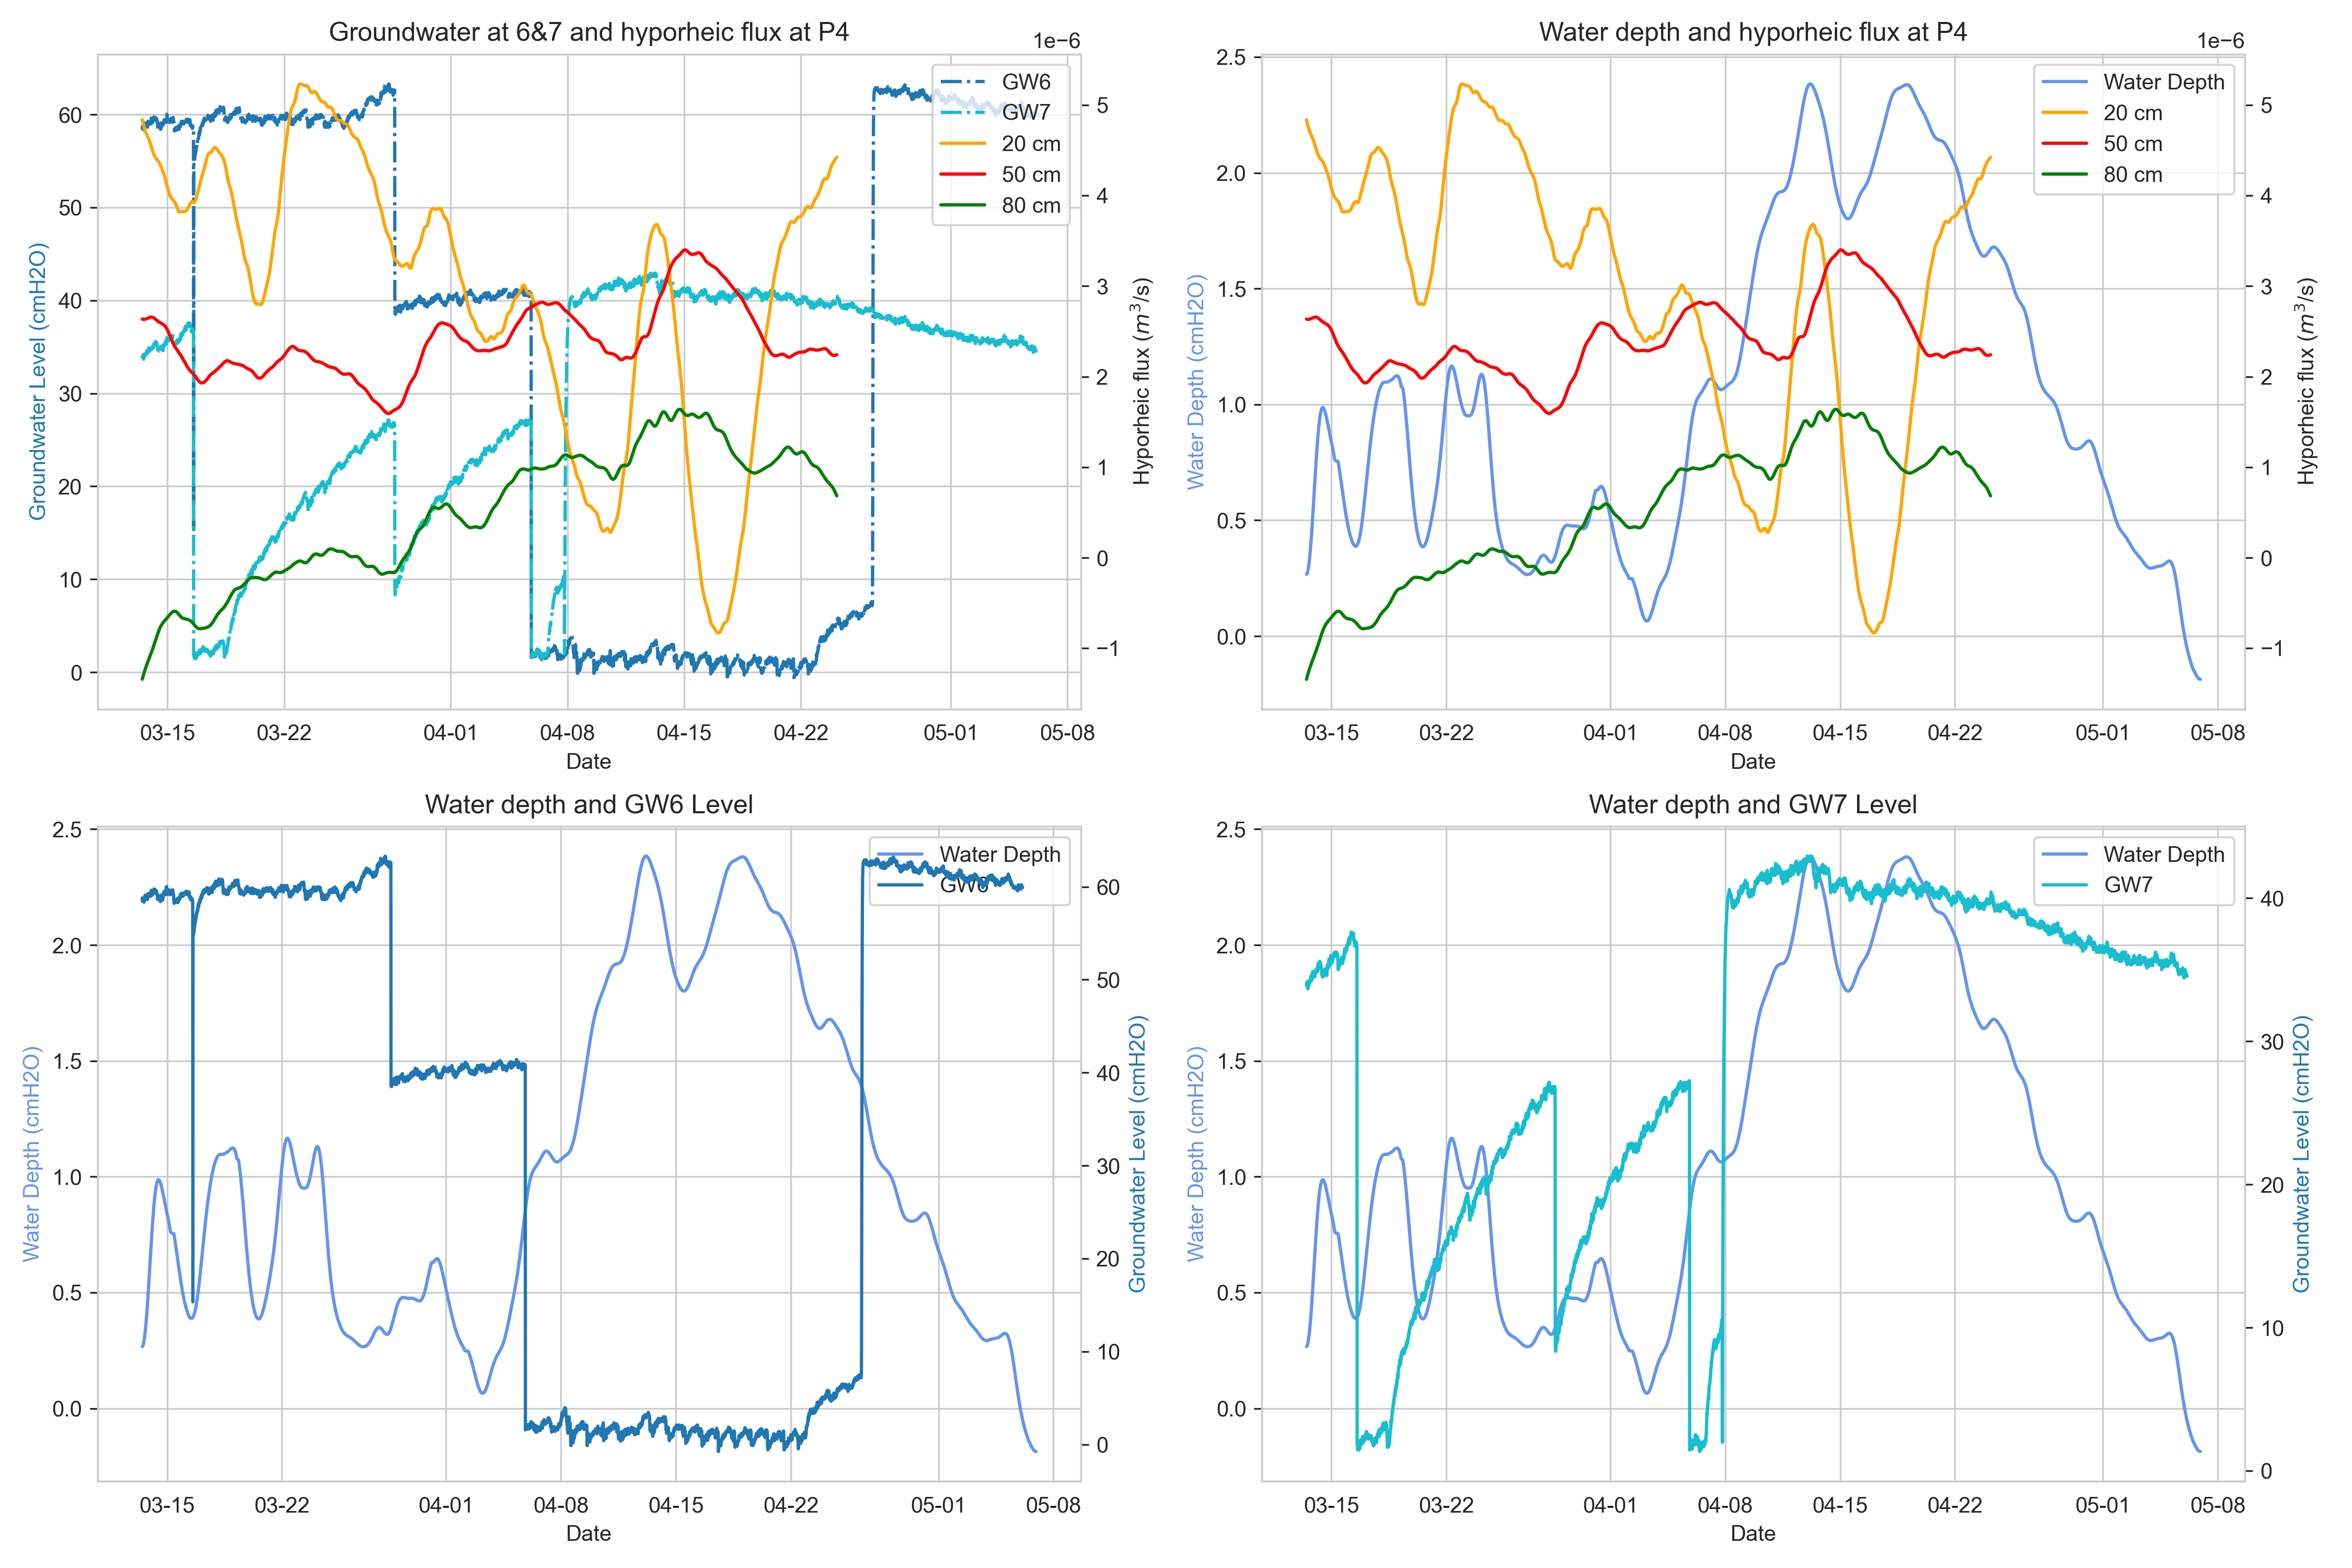 Groundwater at 6&7 and hyporheic flux at P4
1e−6
GW6
GW7
20 cm
50 cm
80 cm
60
50
40
30
20
10
0
5
4
3
2
1
0
−1
Groundwater Level (cmH2O)
Hyporheic flux (m³/s)
03-15 03-22 04-01 04-08 04-15 04-22 05-01 05-08
Date
Water depth and hyporheic flux at P4
1e−6
Water Depth
20 cm
50 cm
80 cm
2.5
2.0
1.5
1.0
0.5
0.0
5
4
3
2
1
0
−1
Water Depth (cmH2O)
Hyporheic flux (m³/s)
03-15 03-22 04-01 04-08 04-15 04-22 05-01 05-08
Date
Water depth and GW6 Level
Water Depth
GW6
2.5
2.0
1.5
1.0
0.5
0.0
60
50
40
30
20
10
0
Water Depth (cmH2O)
Groundwater Level (cmH2O)
03-15 03-22 04-01 04-08 04-15 04-22 05-01 05-08
Date
Water depth and GW7 Level
Water Depth
GW7
2.5
2.0
1.5
1.0
0.5
0.0
40
30
20
10
0
Water Depth (cmH2O)
Groundwater Level (cmH2O)
03-15 03-22 04-01 04-08 04-15 04-22 05-01 05-08
Date